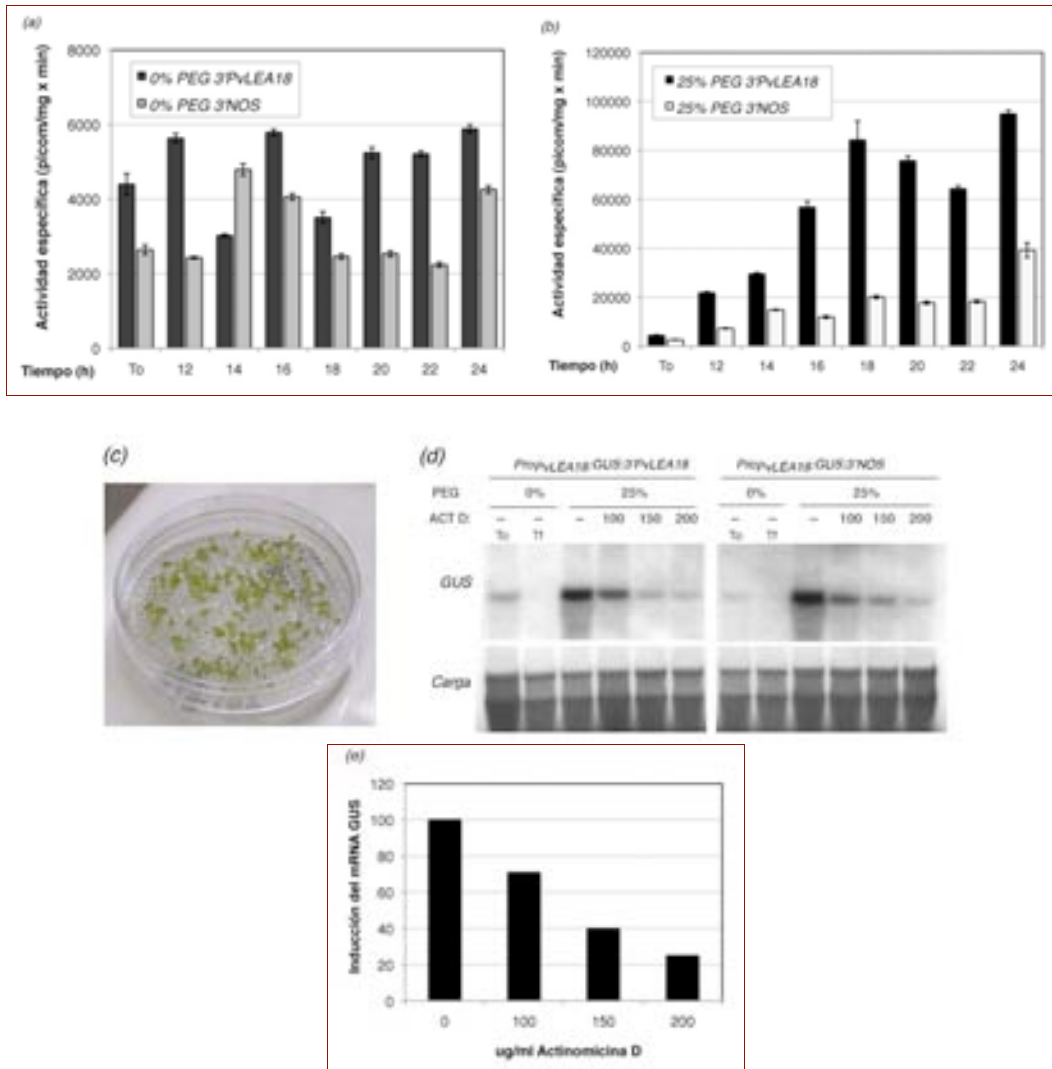 (a)
8000
6000
4000
2000
0
Actividad específica (picom/mg x min)
0% PEG 3'PvLEA18
0% PEG 3'NOS
Tiempo (h) To 12 14 16 18 20 22 24
(b)
120000
100000
80000
60000
40000
20000
0
Actividad específica (picom/mg x min)
25% PEG 3'PvLEA18
25% PEG 3'NOS
Tiempo (h) To 12 14 16 18 20 22 24
(c)
(d)
PropvLEA18:GUS:3'PvLEA18 PropvLEA18:GUS:3'NOS
PEG 0% 25% 0% 25%
ACT D: – – – 100 150 200 – – – 100 150 200
To Tf To Tf
GUS
Carga
(e)
120
100
80
60
40
20
0
Inducción del mRNA GUS
0 100 150 200
ug/ml Actinomicina D